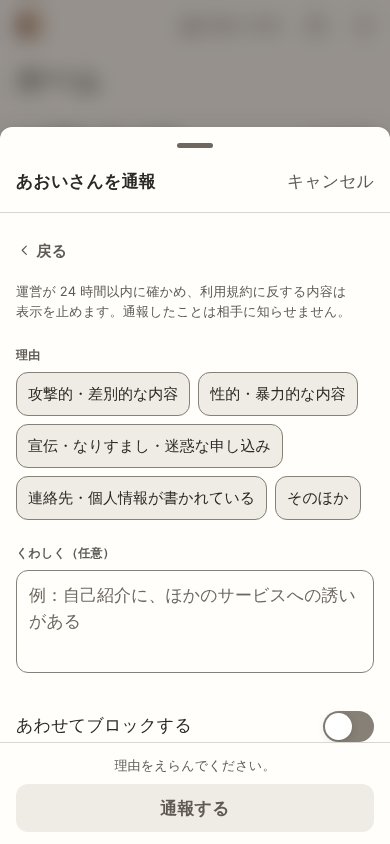 あおいさんを通報
キャンセル
戻る
運営が 24 時間以内に確かめ、利用規約に反する内容は
表示を止めます。通報したことは相手に知らせません。
理由
攻撃的・差別的な内容
性的・暴力的な内容
宣伝・なりすまし・迷惑な申し込み
連絡先・個人情報が書かれている
そのほか
くわしく（任意）
例：自己紹介に、ほかのサービスへの誘い
がある
あわせてブロックする
理由をえらんでください。
通報する